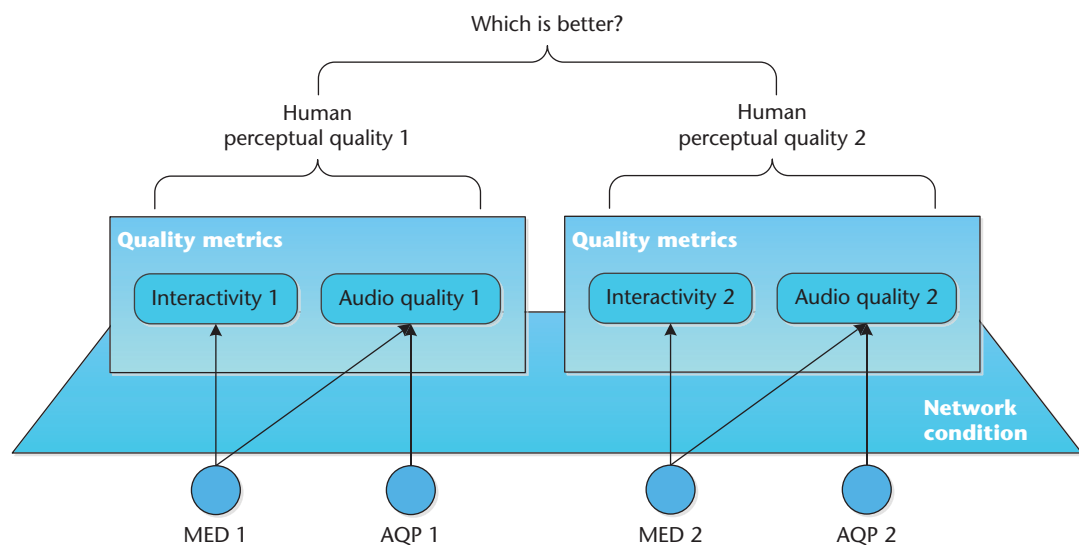 Which is better?
Human
perceptual quality 1
Human
perceptual quality 2
Quality metrics
Interactivity 1
Audio quality 1
Quality metrics
Interactivity 2
Audio quality 2
Network
condition
MED 1
AQP 1
MED 2
AQP 2